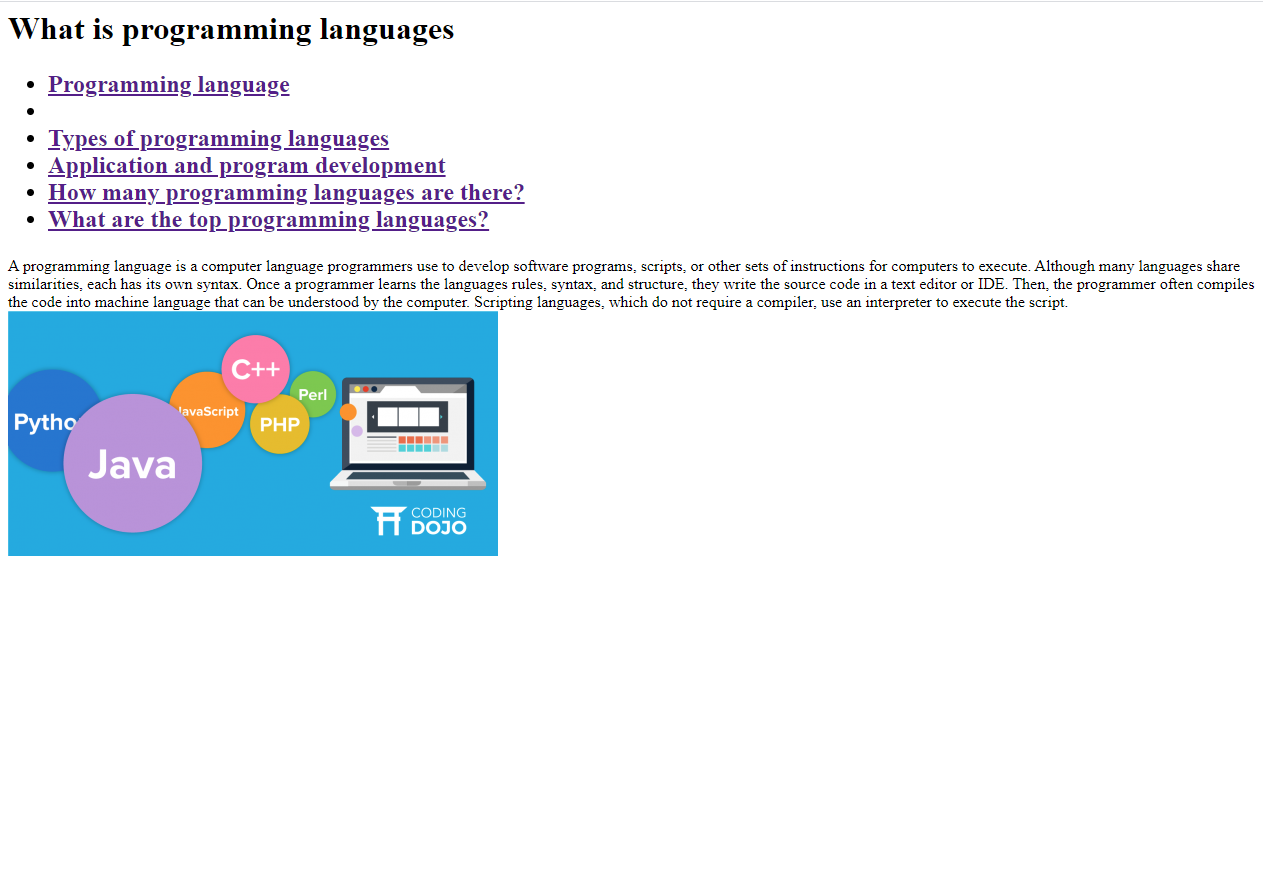 What is programming languages
Programming language
Types of programming languages
Application and program development
How many programming languages are there?
What are the top programming languages?
A programming language is a computer language programmers use to develop software programs, scripts, or other sets of instructions for computers to execute. Although many languages share
similarities, each has its own syntax. Once a programmer learns the languages rules, syntax, and structure, they write the source code in a text editor or IDE. Then, the programmer often compiles
the code into machine language that can be understood by the computer. Scripting languages, which do not require a compiler, use an interpreter to execute the script.
C++
Perl
JavaScript
PHP
Pytho
Java
CODING
DOJO